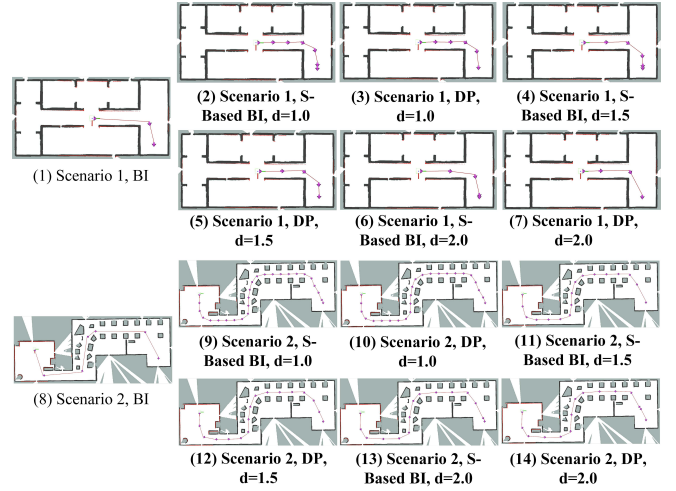 (1) Scenario 1, BI
(2) Scenario 1, S-
Based BI, d=1.0
(3) Scenario 1, DP,
d=1.0
(4) Scenario 1, S-
Based BI, d=1.5
(5) Scenario 1, DP,
d=1.5
(6) Scenario 1, S-
Based BI, d=2.0
(7) Scenario 1, DP,
d=2.0
(8) Scenario 2, BI
(9) Scenario 2, S-
Based BI, d=1.0
(10) Scenario 2, DP,
d=1.0
(11) Scenario 2, S-
Based BI, d=1.5
(12) Scenario 2, DP,
d=1.5
(13) Scenario 2, S-
Based BI, d=2.0
(14) Scenario 2, DP,
d=2.0